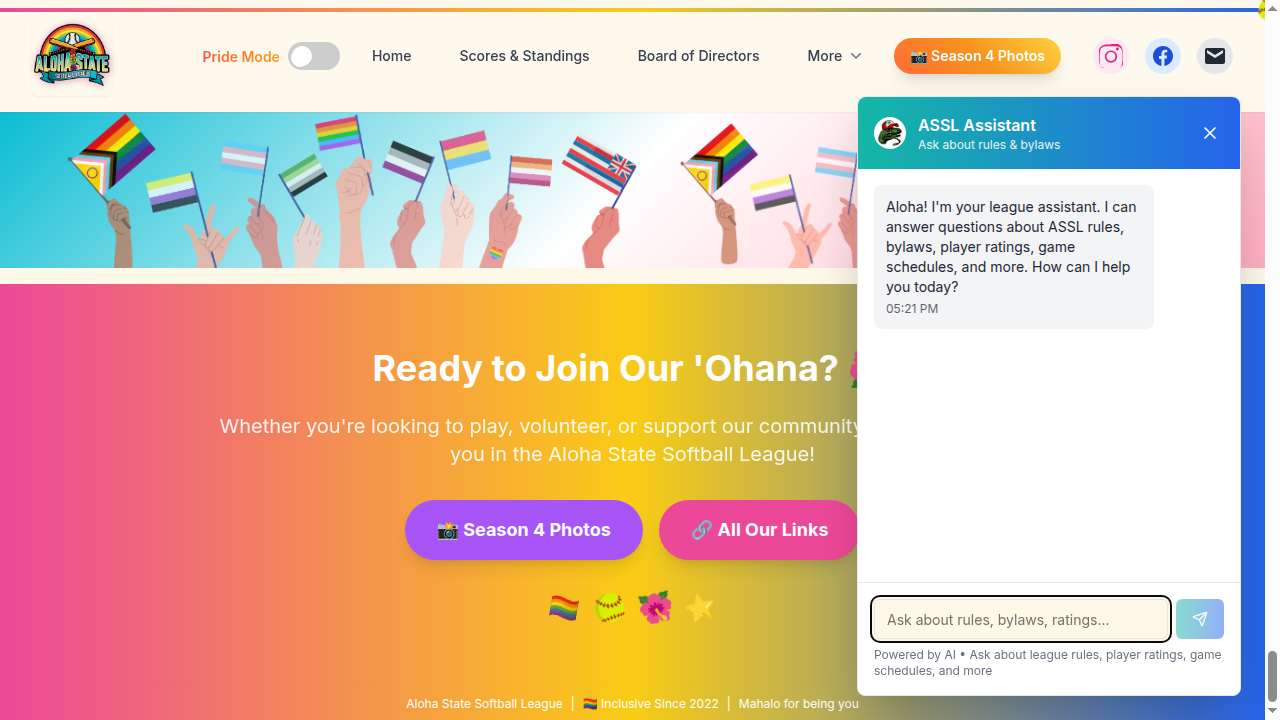 ALOHA STATE
Pride Mode
Home
Scores & Standings
Board of Directors
More
📸 Season 4 Photos
ASSL Assistant
Ask about rules & bylaws
Aloha! I'm your league assistant. I can
answer questions about ASSL rules,
bylaws, player ratings, game
schedules, and more. How can I help
you today?
05:21 PM
Ready to Join Our 'Ohana?
Whether you're looking to play, volunteer, or support our community
you in the Aloha State Softball League!
📸 Season 4 Photos
🔗 All Our Links
🏳️‍🌈 🥎 🌺 ⭐
Ask about rules, bylaws, ratings...
Powered by AI • Ask about league rules, player ratings, game
schedules, and more
Aloha State Softball League | 🏳️‍🌈 Inclusive Since 2022 | Mahalo for being you